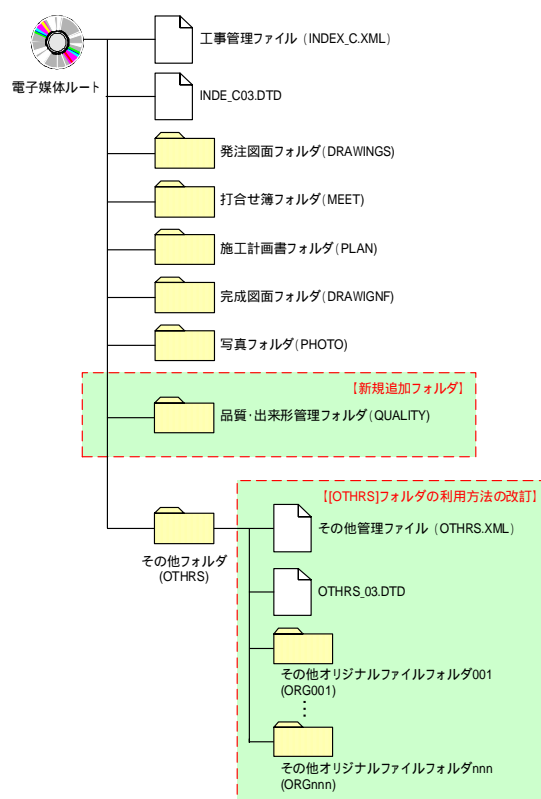 工事管理ファイル（INDEX_C.XML）
電子媒体ルート
INDE_C03.DTD
発注図面フォルダ(DRAWINGS)
打合せ簿フォルダ(MEET)
施工計画書フォルダ(PLAN)
完成図面フォルダ(DRAWIGNF)
写真フォルダ(PHOTO)
【新規追加フォルダ】
品質・出来形管理フォルダ(QUALITY)
【[OTHRS]フォルダの利用方法の改訂】
その他管理ファイル（OTHRS.XML）
その他フォルダ
(OTHRS)
OTHRS_03.DTD
その他オリジナルファイルフォルダ001
(ORG001)
⋮
その他オリジナルファイルフォルダnnn
(ORGnnn)